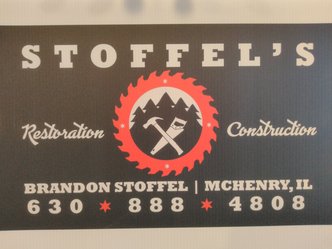 STOFFEL'S
Restoration Construction
BRANDON STOFFEL | MCHENRY, IL
630 * 888 * 4808